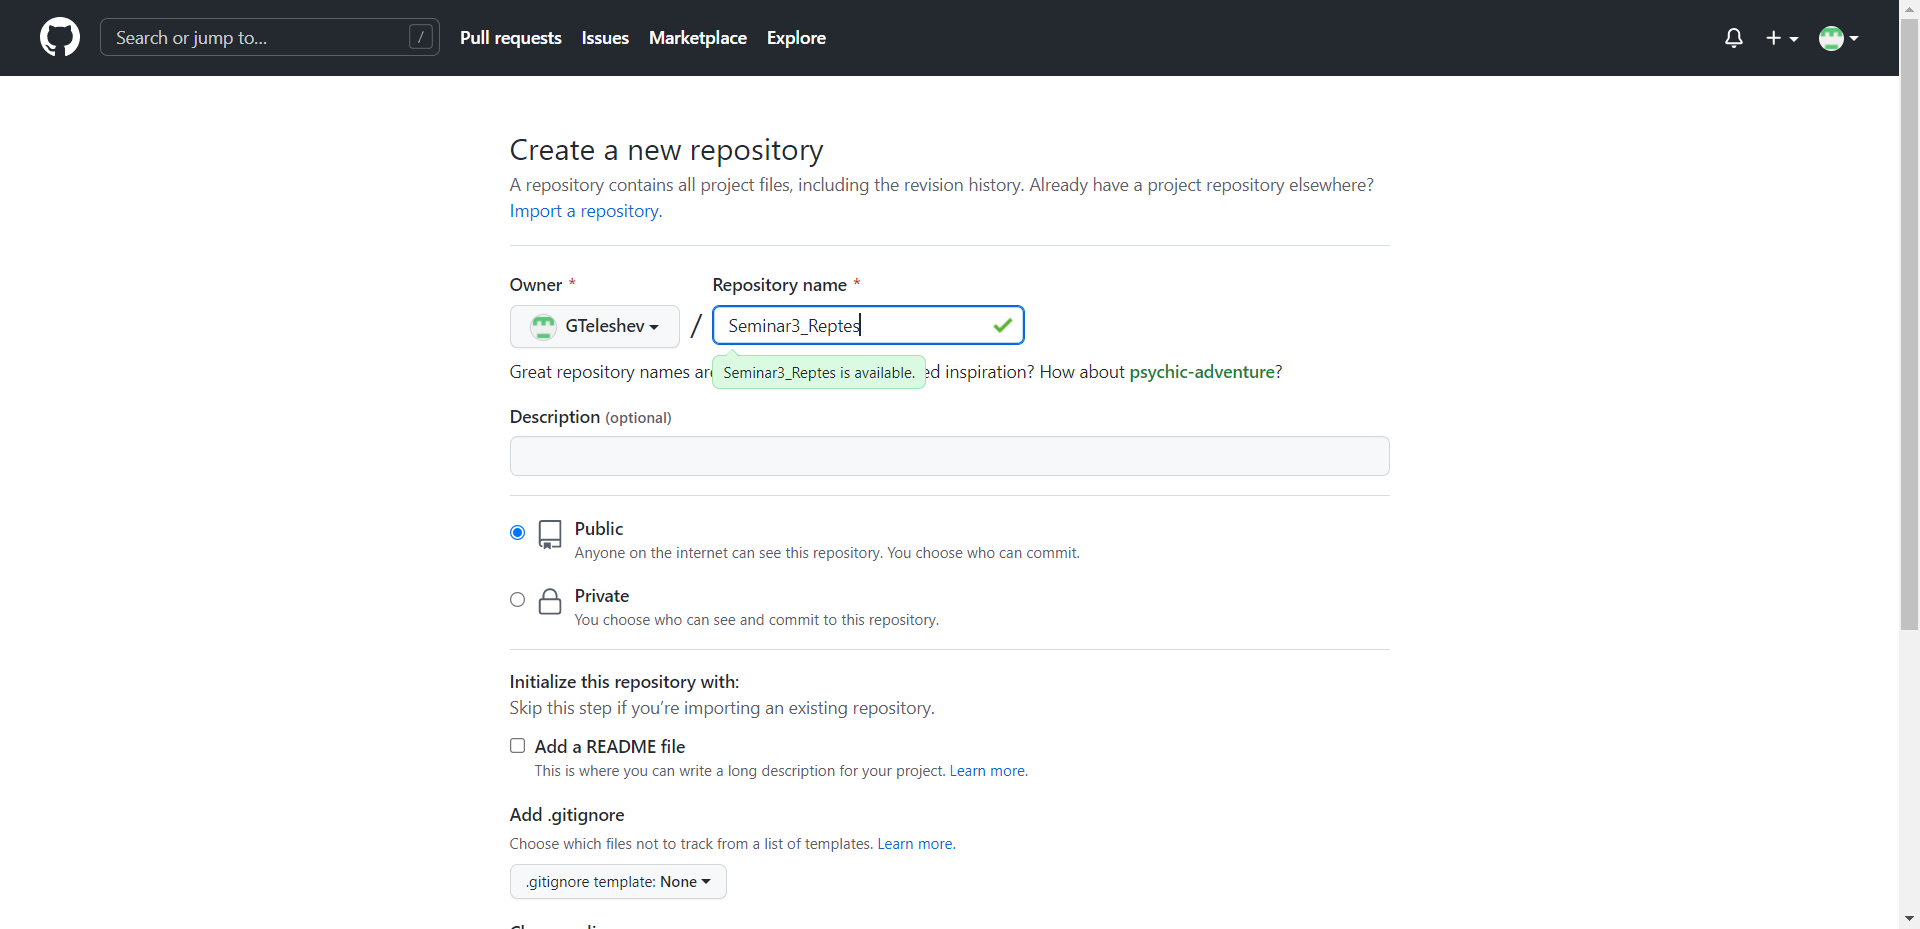 Search or jump to... /
Pull requests Issues Marketplace Explore
Create a new repository
A repository contains all project files, including the revision history. Already have a project repository elsewhere?
Import a repository.
Owner * Repository name *
GTeleshev / Seminar3_Reptes
Great repository names are ed inspiration? How about psychic-adventure?
Seminar3_Reptes is available.
Description (optional)
Public
Anyone on the internet can see this repository. You choose who can commit.
Private
You choose who can see and commit to this repository.
Initialize this repository with:
Skip this step if you’re importing an existing repository.
Add a README file
This is where you can write a long description for your project. Learn more.
Add .gitignore
Choose which files not to track from a list of templates. Learn more.
.gitignore template: None